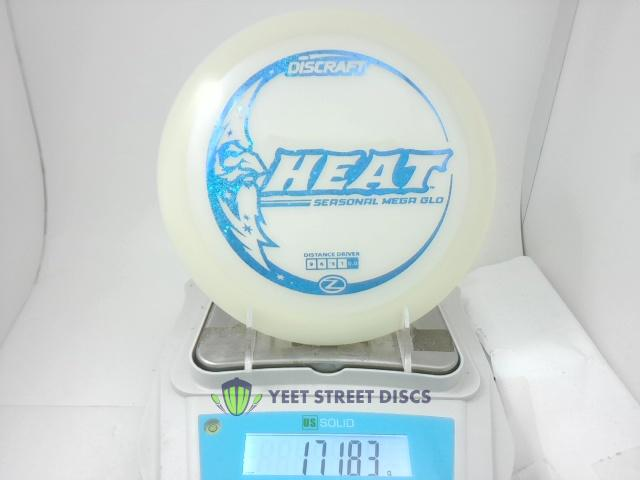 DISCRAFT
HEAT
SEASONAL MEGA GLO
DISTANCE DRIVER
Z
YEET STREET DISCS
US SOLID
171.83 g